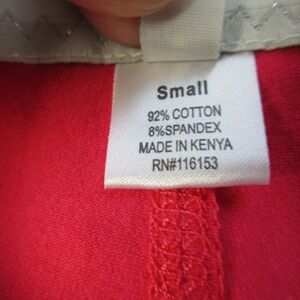 Small
92% COTTON
8%SPANDEX
MADE IN KENYA
RN#116153